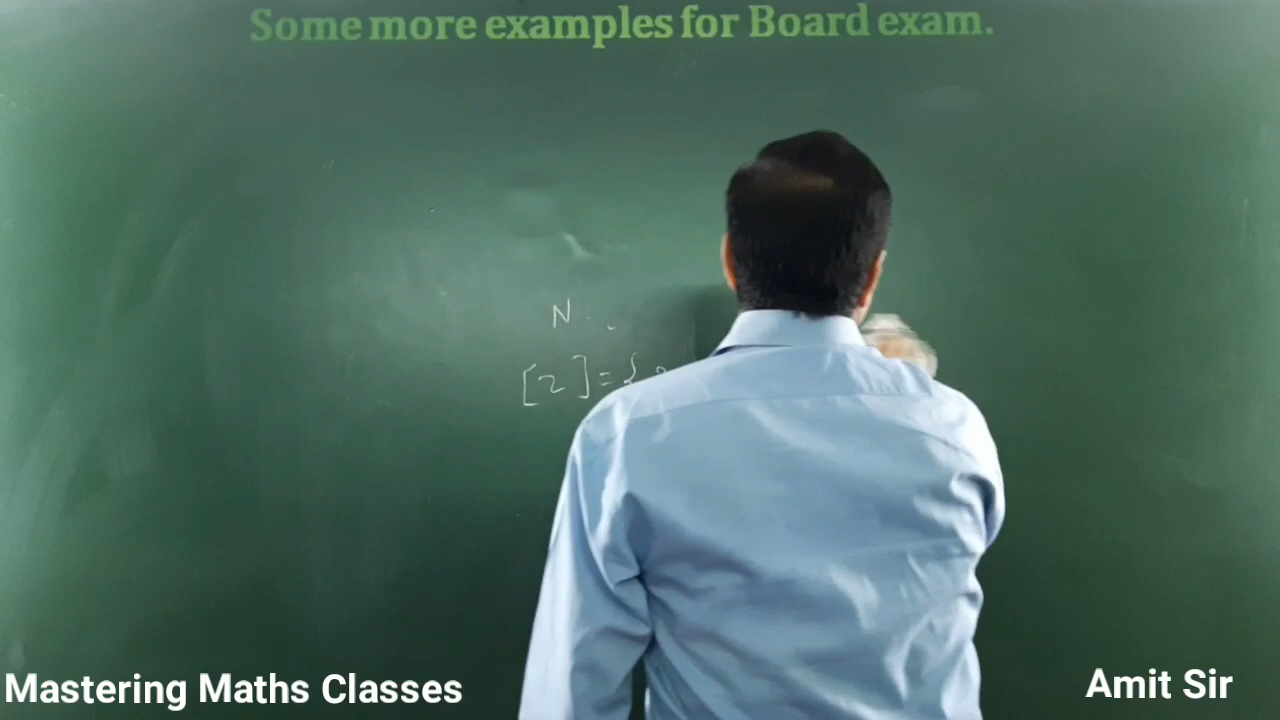 Some more examples for Board exam.
N
[2]={
Mastering Maths Classes
Amit Sir